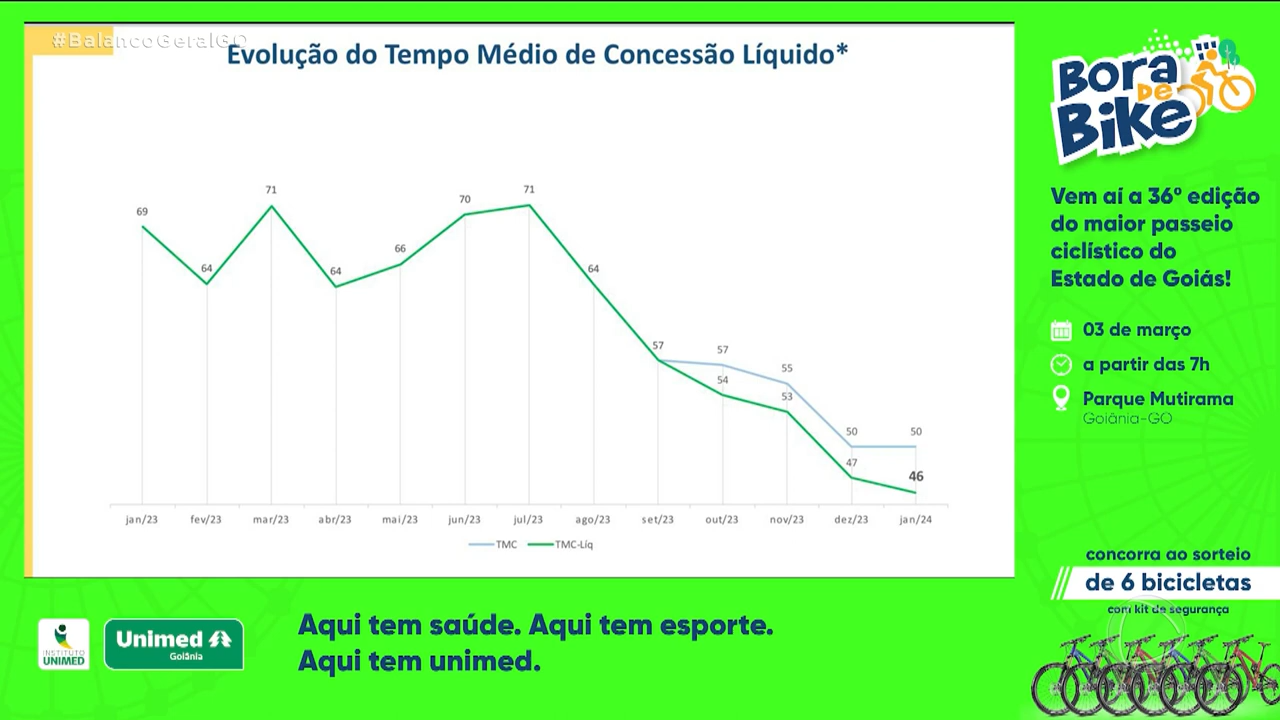 #BalancoGeralGO
Evolução do Tempo Médio de Concessão Líquido*
69
64
71
64
66
70
71
64
57
57
54
55
53
50
47
50
46
jan/23 fev/23 mar/23 abr/23 mai/23 jun/23 jul/23 ago/23 set/23 out/23 nov/23 dez/23 jan/24
TMC TMC-Líq
Bora
De
Bike
Vem aí a 36º edição
do maior passeio
ciclístico do
Estado de Goiás!
03 de março
a partir das 7h
Parque Mutirama
Goiânia-GO
concorra ao sorteio
de 6 bicicletas
com kit de segurança
INSTITUTO
UNIMED
Unimed
Goiânia
Aqui tem saúde. Aqui tem esporte.
Aqui tem unimed.